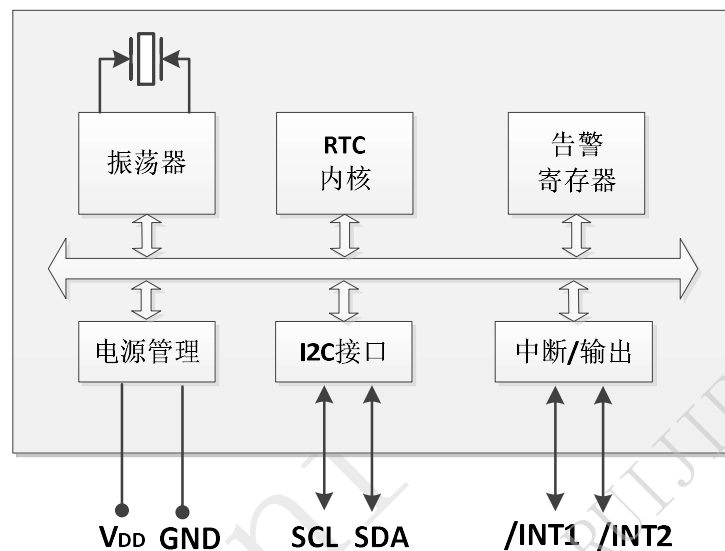 振荡器
RTC
内核
告警
寄存器
电源管理
I2C接口
中断/输出
VDD GND SCL SDA /INT1 /INT2
RUIJIE